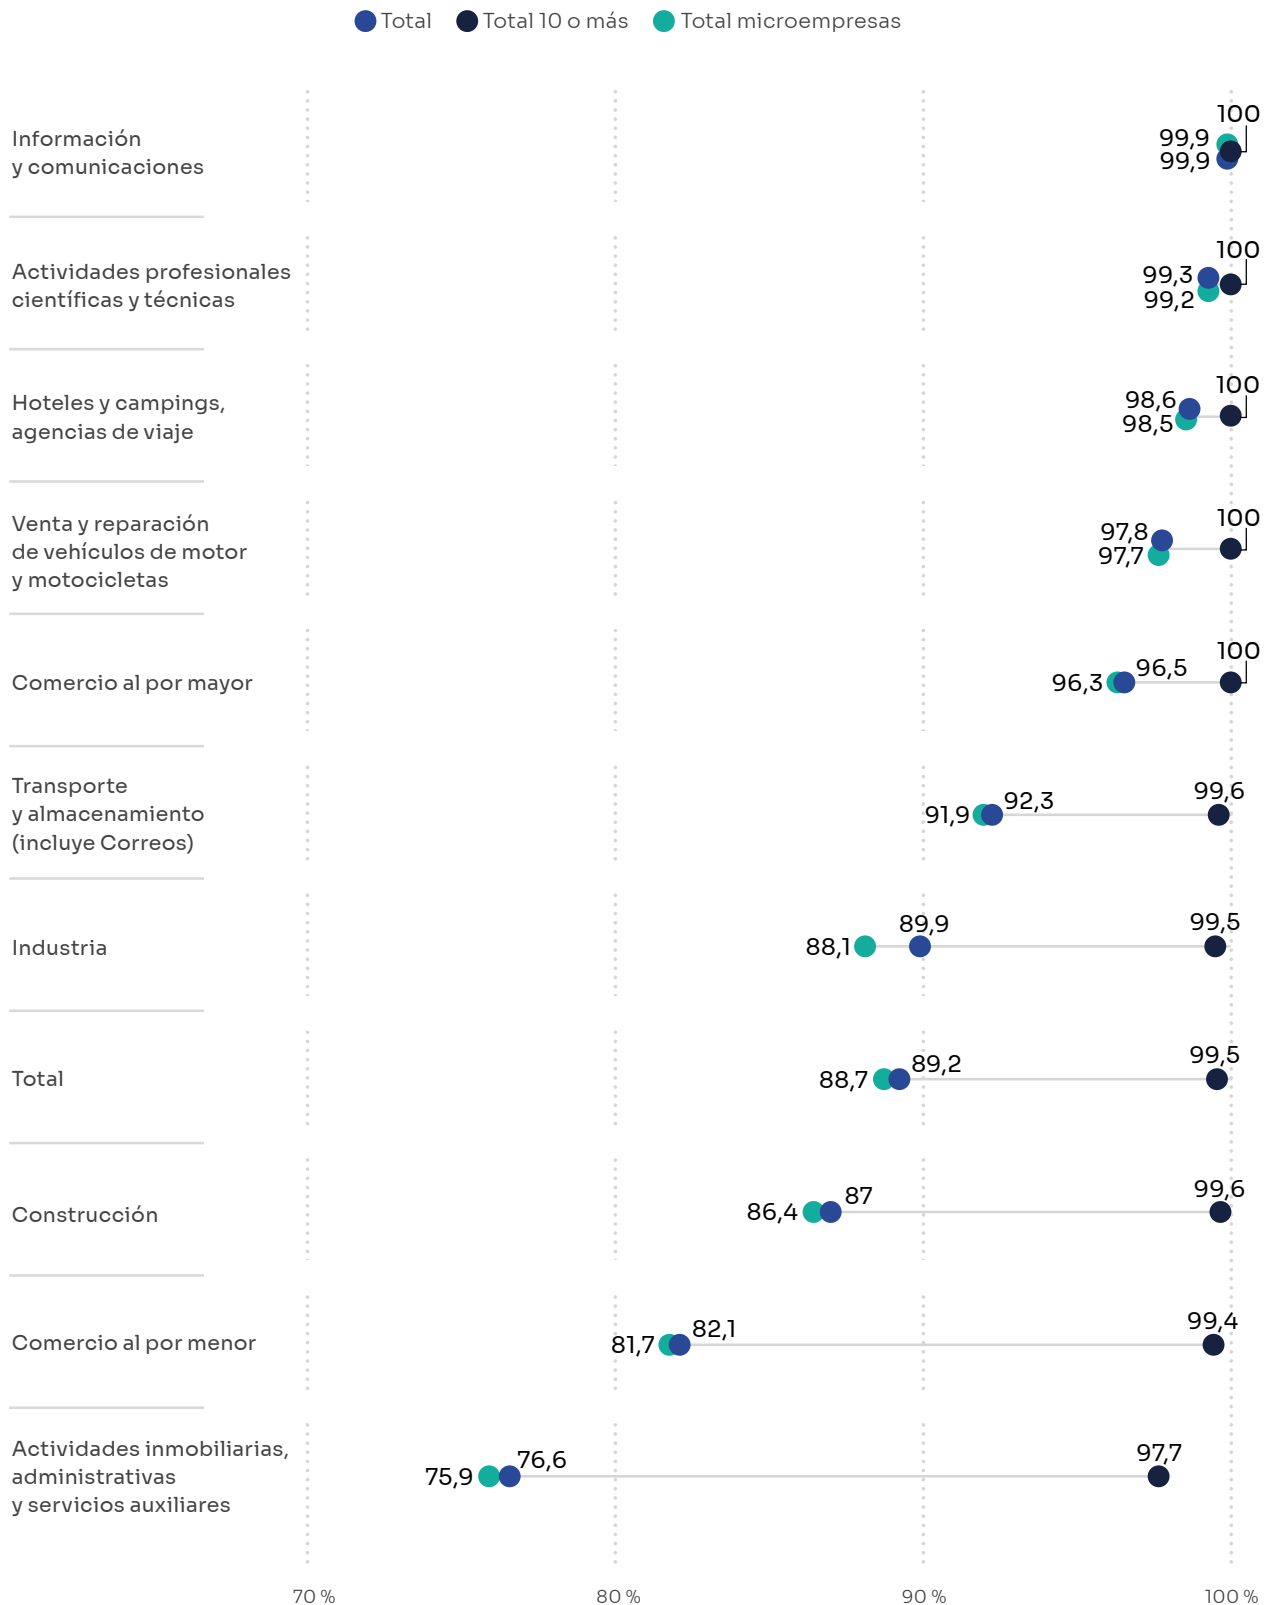 Total Total 10 o más Total microempresas
Información
y comunicaciones
100
99,9
99,9
Actividades profesionales
científicas y técnicas
100
99,3
99,2
Hoteles y campings,
agencias de viaje
100
98,6
98,5
Venta y reparación
de vehículos de motor
y motocicletas
100
97,8
97,7
Comercio al por mayor
100
96,5
96,3
Transporte
y almacenamiento
(incluye Correos)
99,6
92,3
91,9
Industria
99,5
89,9
88,1
Total
99,5
89,2
88,7
Construcción
99,6
87
86,4
Comercio al por menor
99,4
82,1
81,7
Actividades inmobiliarias,
administrativas
y servicios auxiliares
97,7
76,6
75,9
70 % 80 % 90 % 100 %